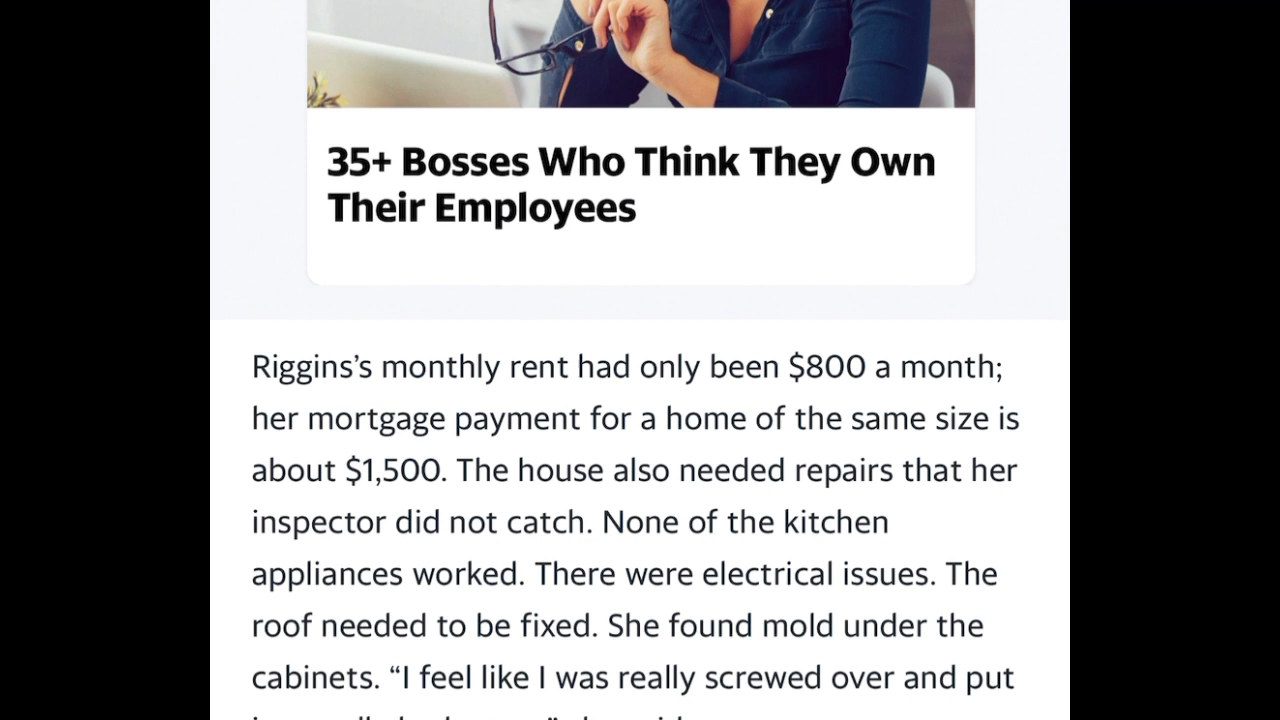 35+ Bosses Who Think They Own
Their Employees
Riggins’s monthly rent had only been $800 a month;
her mortgage payment for a home of the same size is
about $1,500. The house also needed repairs that her
inspector did not catch. None of the kitchen
appliances worked. There were electrical issues. The
roof needed to be fixed. She found mold under the
cabinets. “I feel like I was really screwed over and put